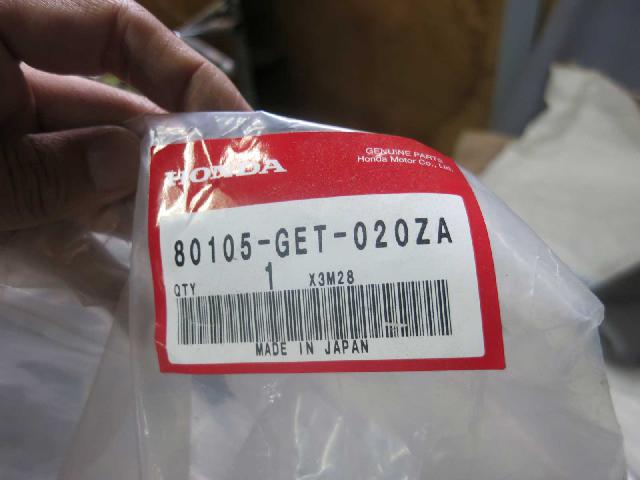 HONDA
GENUINE PARTS
Honda Motor Co., Ltd.
80105-GET-020ZA
QTY 1 X3M28
MADE IN JAPAN